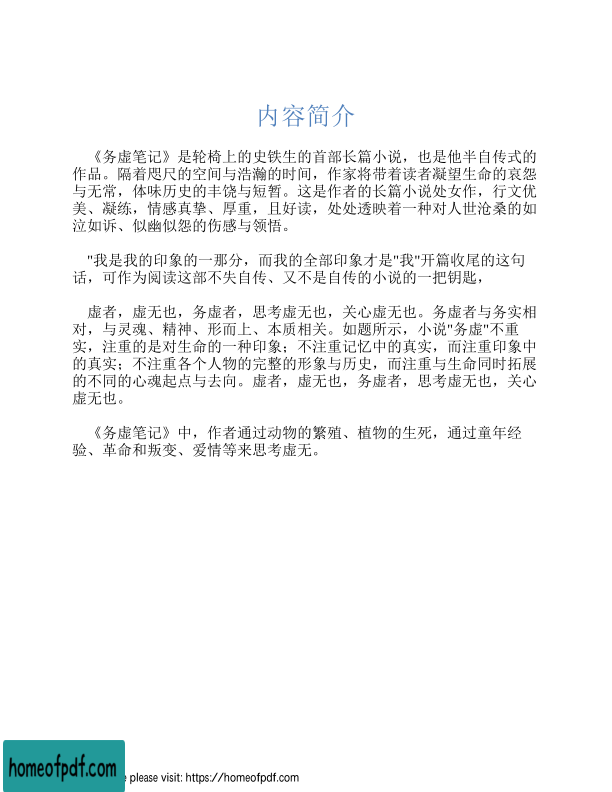 内容简介
《务虚笔记》是轮椅上的史铁生的首部长篇小说，也是他半自传式的
作品。隔着咫尺的空间与浩瀚的时间，作家将带着读者凝望生命的哀怨
与无常，体味历史的丰饶与短暂。这是作者的长篇小说处女作，行文优
美、凝练，情感真挚、厚重，且好读，处处透映着一种对人世沧桑的如
泣如诉、似幽似怨的伤感与领悟。
"我是我的印象的一那分，而我的全部印象才是"我"开篇收尾的这句
话，可作为阅读这部不失自传、又不是自传的小说的一把钥匙，
虚者，虚无也，务虚者，思考虚无也，关心虚无也。务虚者与务实相
对，与灵魂、精神、形而上、本质相关。如题所示，小说"务虚"不重
实，注重的是对生命的一种印象；不注重记忆中的真实，而注重印象中
的真实；不注重各个人物的完整的形象与历史，而注重与生命同时拓展
的不同的心魂起点与去向。虚者，虚无也，务虚者，思考虚无也，关心
虚无也。
《务虚笔记》中，作者通过动物的繁殖、植物的生死，通过童年经
验、革命和叛变、爱情等来思考虚无。
homeofpdf.com
e please visit: https://homeofpdf.com